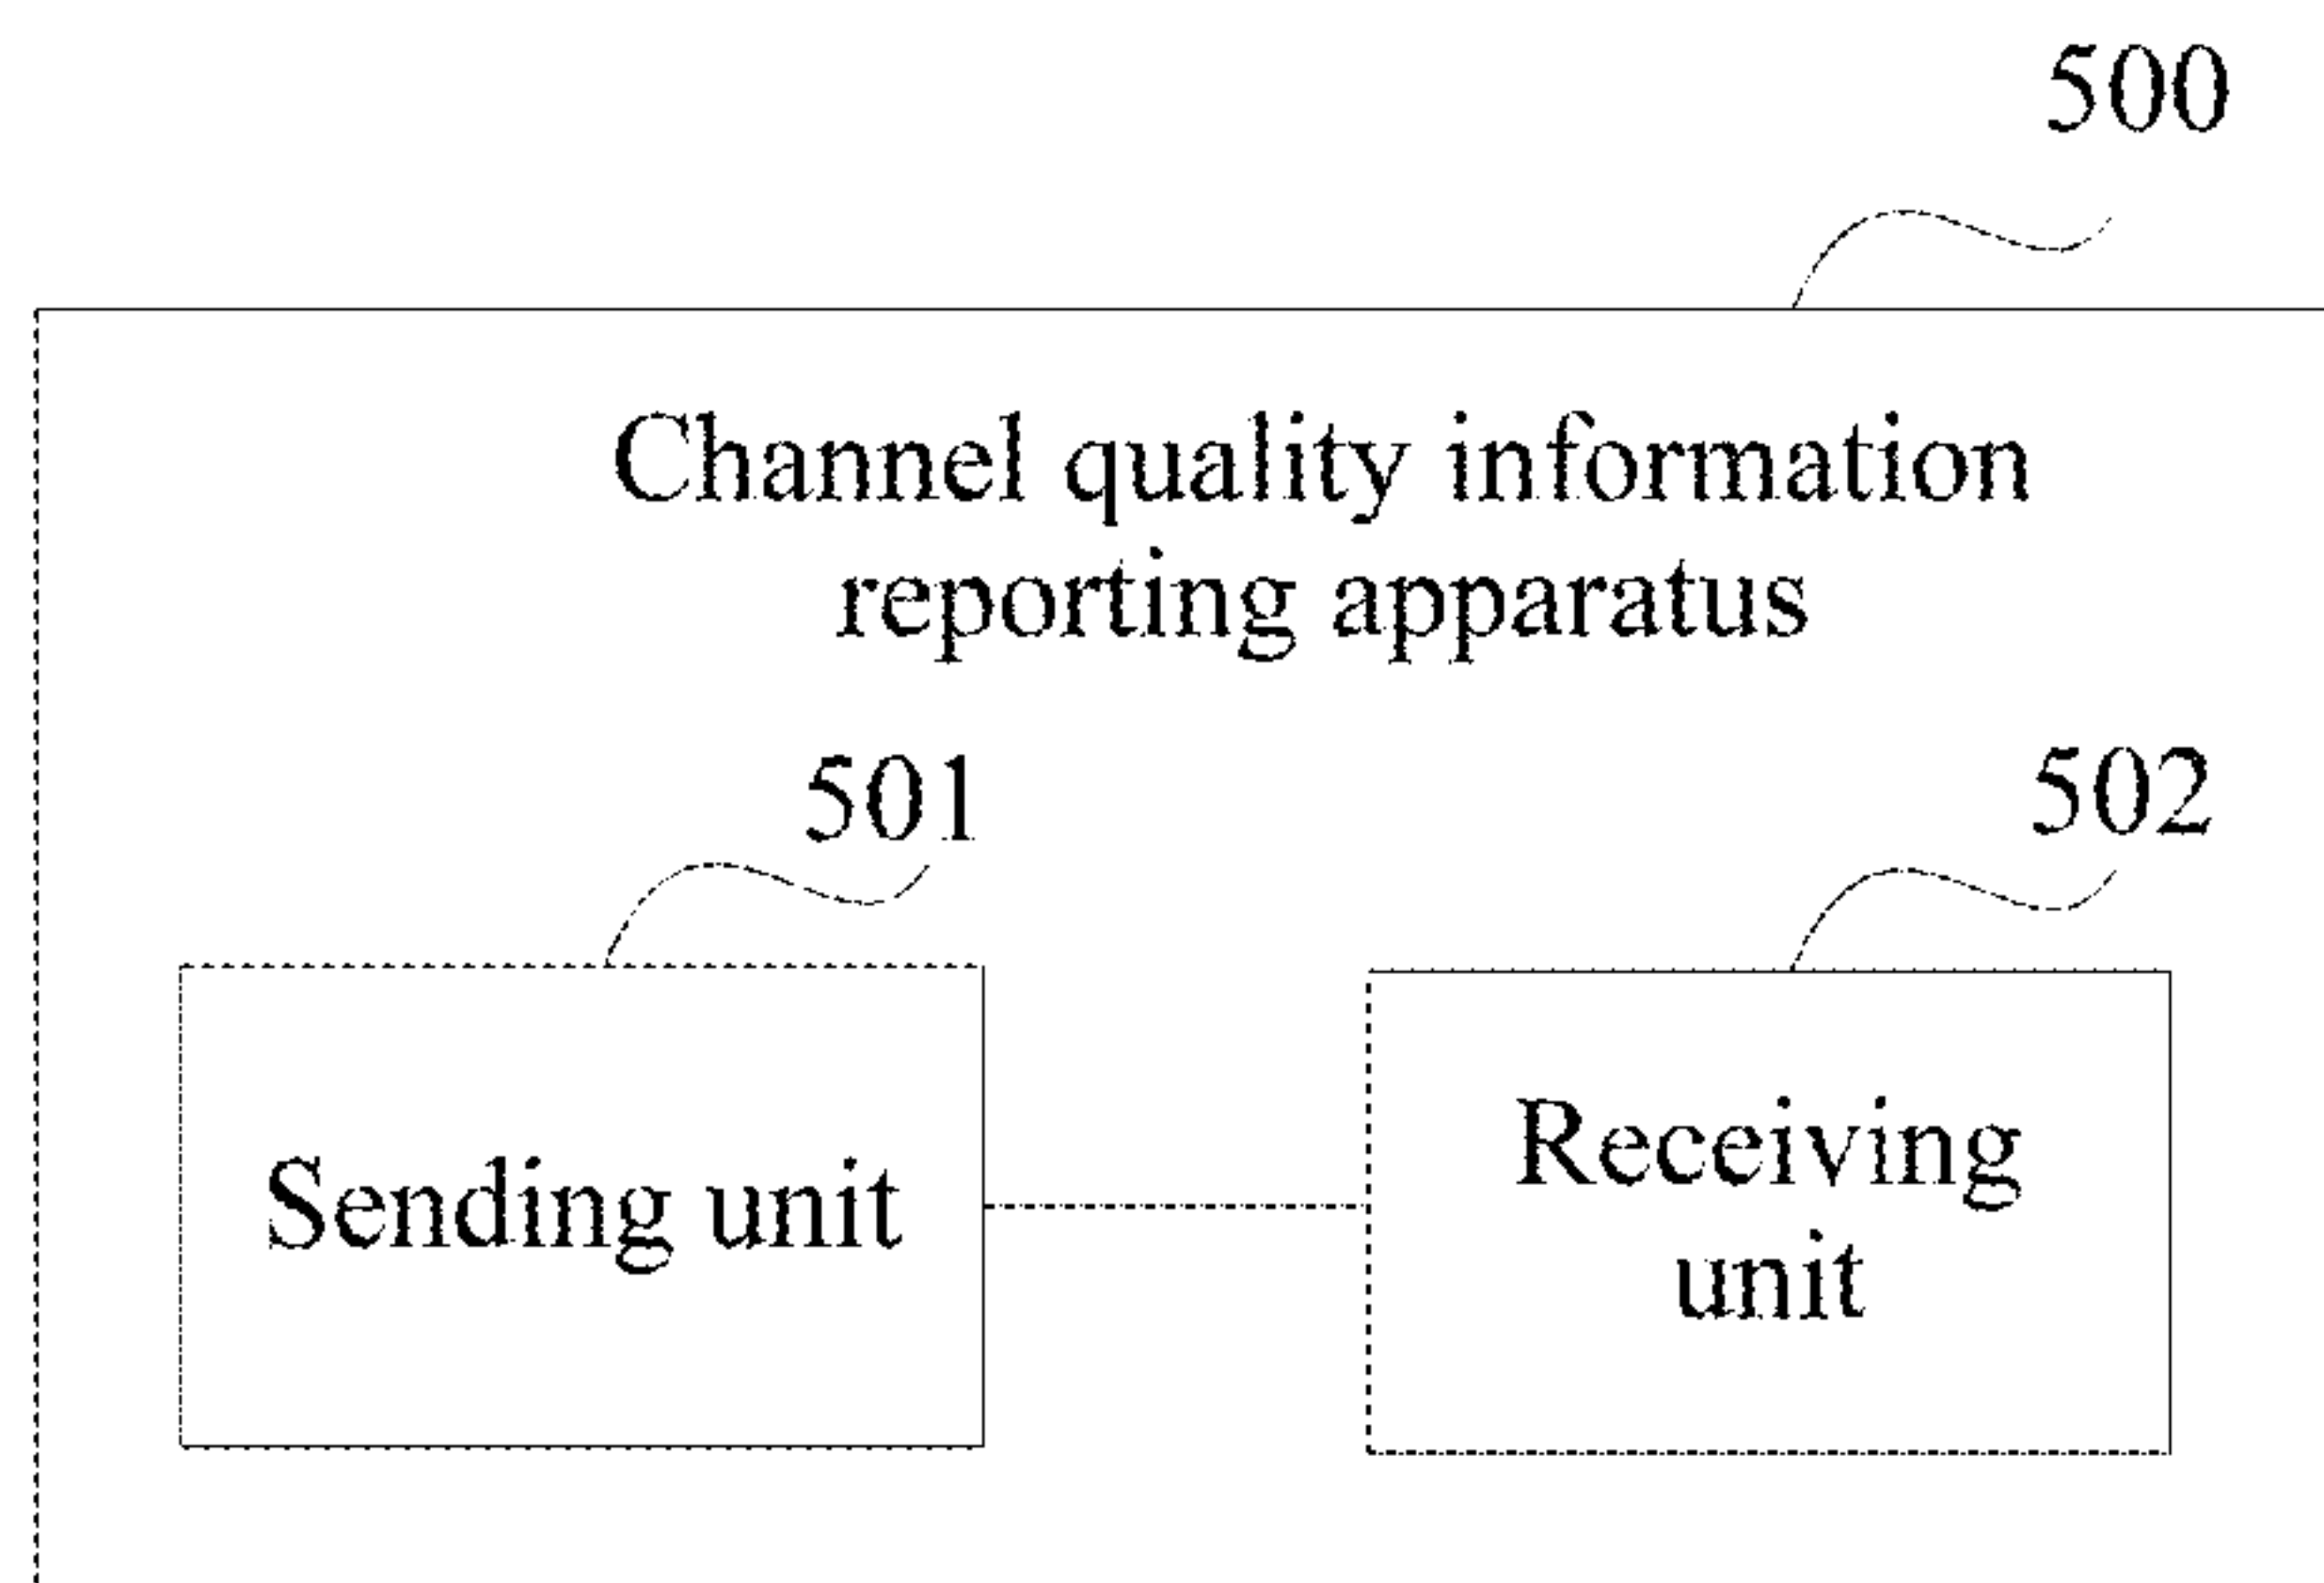 500
Channel quality information
reporting apparatus
501
502
Sending unit
Receiving
unit